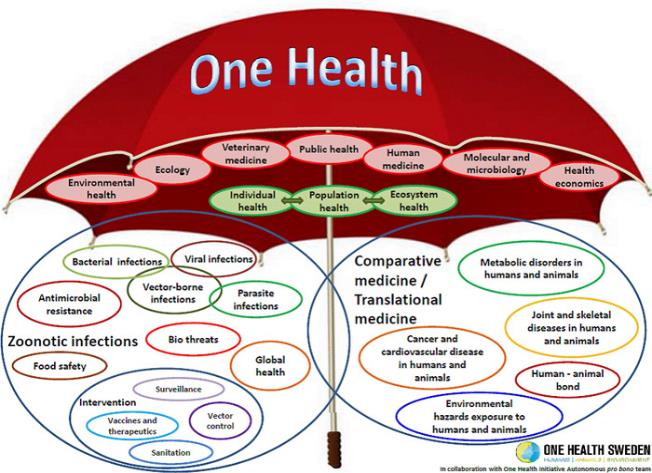 One Health
Environmental
health
Ecology
Veterinary
medicine
Public health
Human
medicine
Molecular and
microbiology
Health
economics
Individual
health
Population
health
Ecosystem
health
Bacterial infections
Viral infections
Vector-borne
infections
Antimicrobial
resistance
Parasite
infections
Zoonotic infections
Bio threats
Food safety
Global
health
Intervention
Surveillance
Vaccines and
therapeutics
Vector
control
Sanitation
Comparative
medicine /
Translational
medicine
Metabolic disorders in
humans and animals
Joint and skeletal
diseases in humans
and animals
Cancer and
cardiovascular disease
in humans and
animals
Human - animal
bond
Environmental
hazards exposure to
humans and animals
ONE HEALTH SWEDEN
HUMANS | ANIMALS | ENVIRONMENT
In collaboration with One Health Initiative Autonomous pro bono team